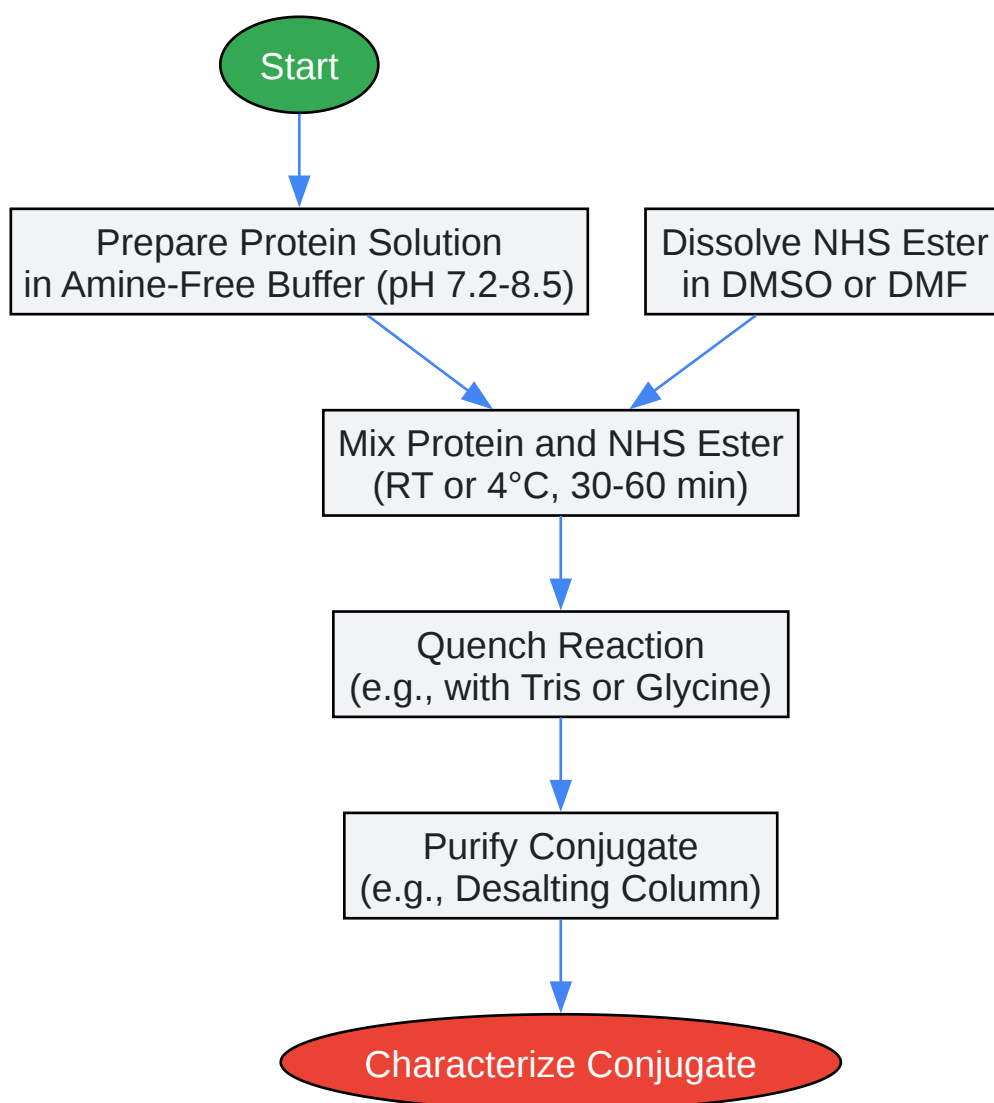 Start
Prepare Protein Solution
in Amine-Free Buffer (pH 7.2-8.5)
Dissolve NHS Ester
in DMSO or DMF
Mix Protein and NHS Ester
(RT or 4°C, 30-60 min)
Quench Reaction
(e.g., with Tris or Glycine)
Purify Conjugate
(e.g., Desalting Column)
Characterize Conjugate